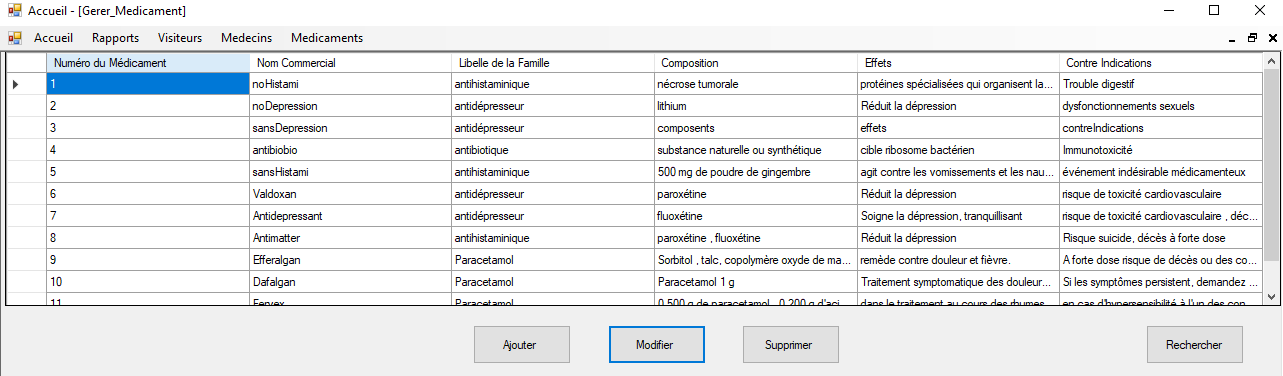 Accueil - [Gerer_Medicament]
Accueil Rapports Visiteurs Medecins Medicaments
Numéro du Médicament Nom Commercial Libelle de la Famille Composition Effets Contre Indications
1 noHistami antihistaminique nécrose tumorale protéines spécialisées qui organisent la... Trouble digestif
2 noDepression antidépresseur lithium Réduit la dépression dysfonctionnements sexuels
3 sansDepression antidépresseur composents effets contreIndications
4 antibiobio antibiotique substance naturelle ou synthétique cible ribosome bactérien Immunotoxicité
5 sansHistami antihistaminique 500 mg de poudre de gingembre agit contre les vomissements et les nau... événement indésirable médicamenteux
6 Valdoxan antidépresseur paroxétine Réduit la dépression risque de toxicité cardiovasculaire
7 Antidepressant antidépresseur fluoxétine Soigne la dépression, tranquillisant risque de toxicité cardiovasculaire , déc...
8 Antimatter antihistaminique paroxétine , fluoxétine Réduit la dépression Risque suicide, décès à forte dose
9 Efferalgan Paracetamol Sorbitol , talc, copolymère oxyde de ma... remède contre douleur et fièvre. A forte dose risque de décès ou des co...
10 Dafalgan Paracetamol Paracetamol 1 g Traitement symptomatique des douleur... Si les symptômes persistent, demandez ...
11 Fervex Paracetamol 0,500 g de paracetamol , 0,200 g d'aci... dans le traitement au cours des rhumes... en cas d'hypersensibilité à l'un des con...
Ajouter Modifier Supprimer Rechercher